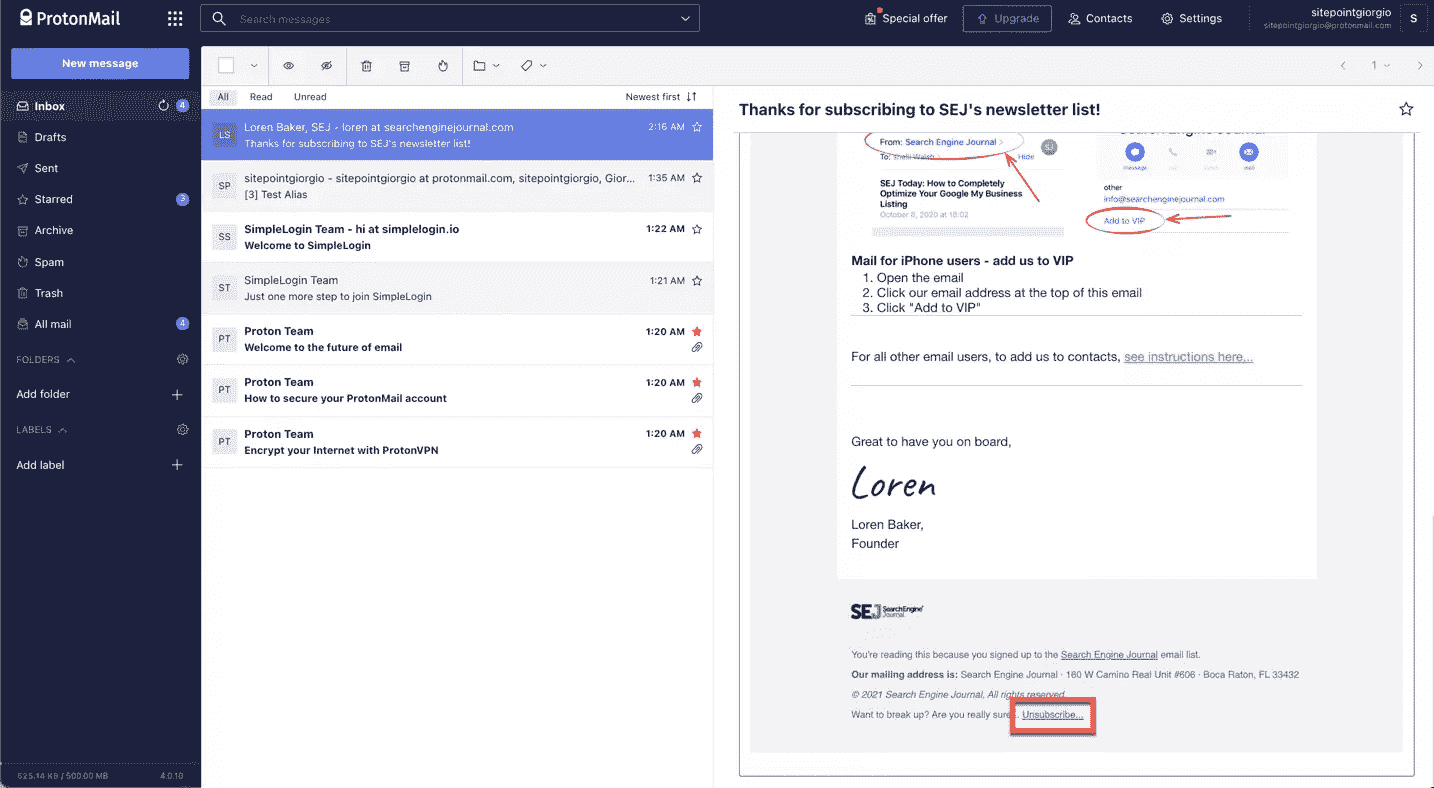 ProtonMail
Search messages
Special offer
Upgrade
Contacts
Settings
sitepointgiorgio
sitepointgiorgio@protonmail.com
S
New message
Inbox
4
Drafts
Sent
Starred
3
Archive
Spam
Trash
All mail
4
FOLDERS
Add folder
LABELS
Add label
525.14 KB / 500.00 MB
4.0.10
1
All
Read
Unread
Newest first
LS
Loren Baker, SEJ - loren at searchenginejournal.com
2:16 AM
Thanks for subscribing to SEJ's newsletter list!
SP
sitepointgiorgio - sitepointgiorgio at protonmail.com, sitepointgiorgio, Gior...
1:35 AM
[3] Test Alias
SS
SimpleLogin Team - hi at simplelogin.io
1:22 AM
Welcome to SimpleLogin
ST
SimpleLogin Team
1:21 AM
Just one more step to join SimpleLogin
PT
Proton Team
1:20 AM
Welcome to the future of email
PT
Proton Team
1:20 AM
How to secure your ProtonMail account
PT
Proton Team
1:20 AM
Encrypt your Internet with ProtonVPN
Thanks for subscribing to SEJ's newsletter list!
From: Search Engine Journal >
SJ
To: Shelli Walsh >
Hide
SEJ Today: How to Completely
Optimize Your Google My Business
Listing
October 8, 2020 at 18:02
Search Engine Journal
message
mail
other
info@searchenginejournal.com
Add to VIP
Mail for iPhone users - add us to VIP
1. Open the email
2. Click our email address at the top of this email
3. Click "Add to VIP"
For all other email users, to add us to contacts, see instructions here...
Great to have you on board,
Loren
Loren Baker,
Founder
SEJ SearchEngine
Journal
You're reading this because you signed up to the Search Engine Journal email list.
Our mailing address is: Search Engine Journal · 160 W Camino Real Unit #606 · Boca Raton, FL 33432
© 2021 Search Engine Journal, All rights reserved.
Want to break up? Are you really sure... Unsubscribe...